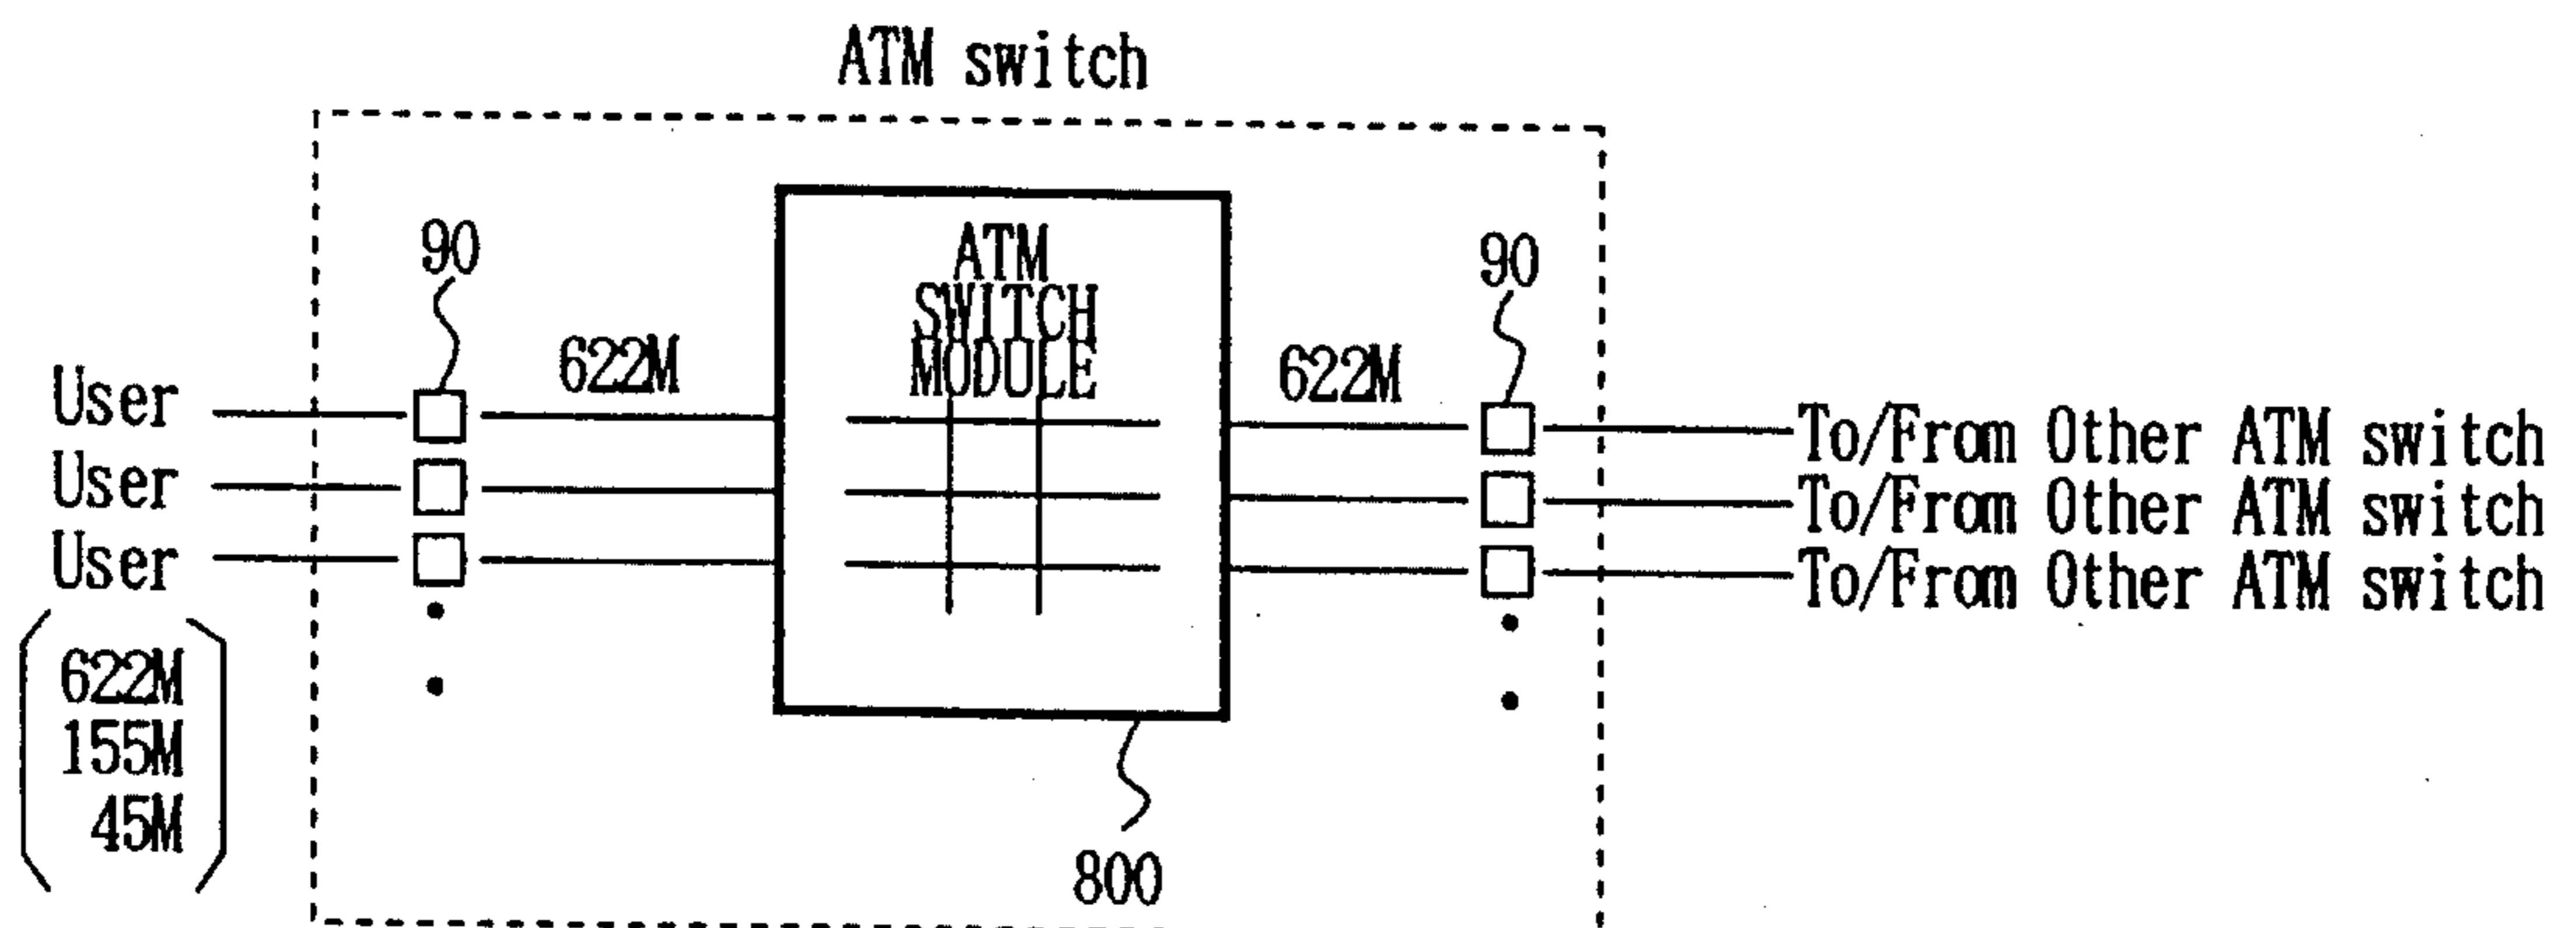 ATM switch
90
90
ATM
SWITCH
MODULE
622M
622M
User
User
User
To/From Other ATM switch
To/From Other ATM switch
To/From Other ATM switch
622M
155M
45M
800